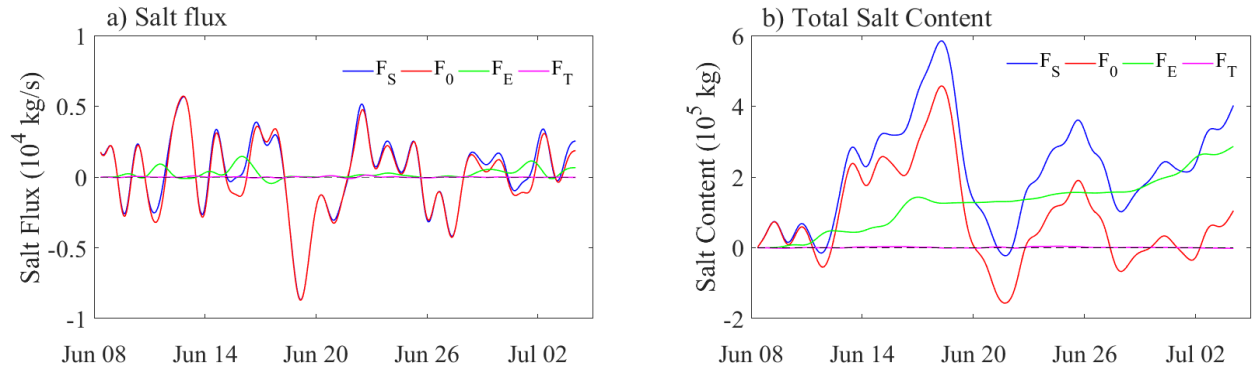 a) Salt flux
Salt Flux (10^4 kg/s)
1
0.5
0
-0.5
-1
F_S F_0 F_E F_T
Jun 08 Jun 14 Jun 20 Jun 26 Jul 02
b) Total Salt Content
Salt Content (10^5 kg)
6
4
2
0
-2
F_S F_0 F_E F_T
Jun 08 Jun 14 Jun 20 Jun 26 Jul 02